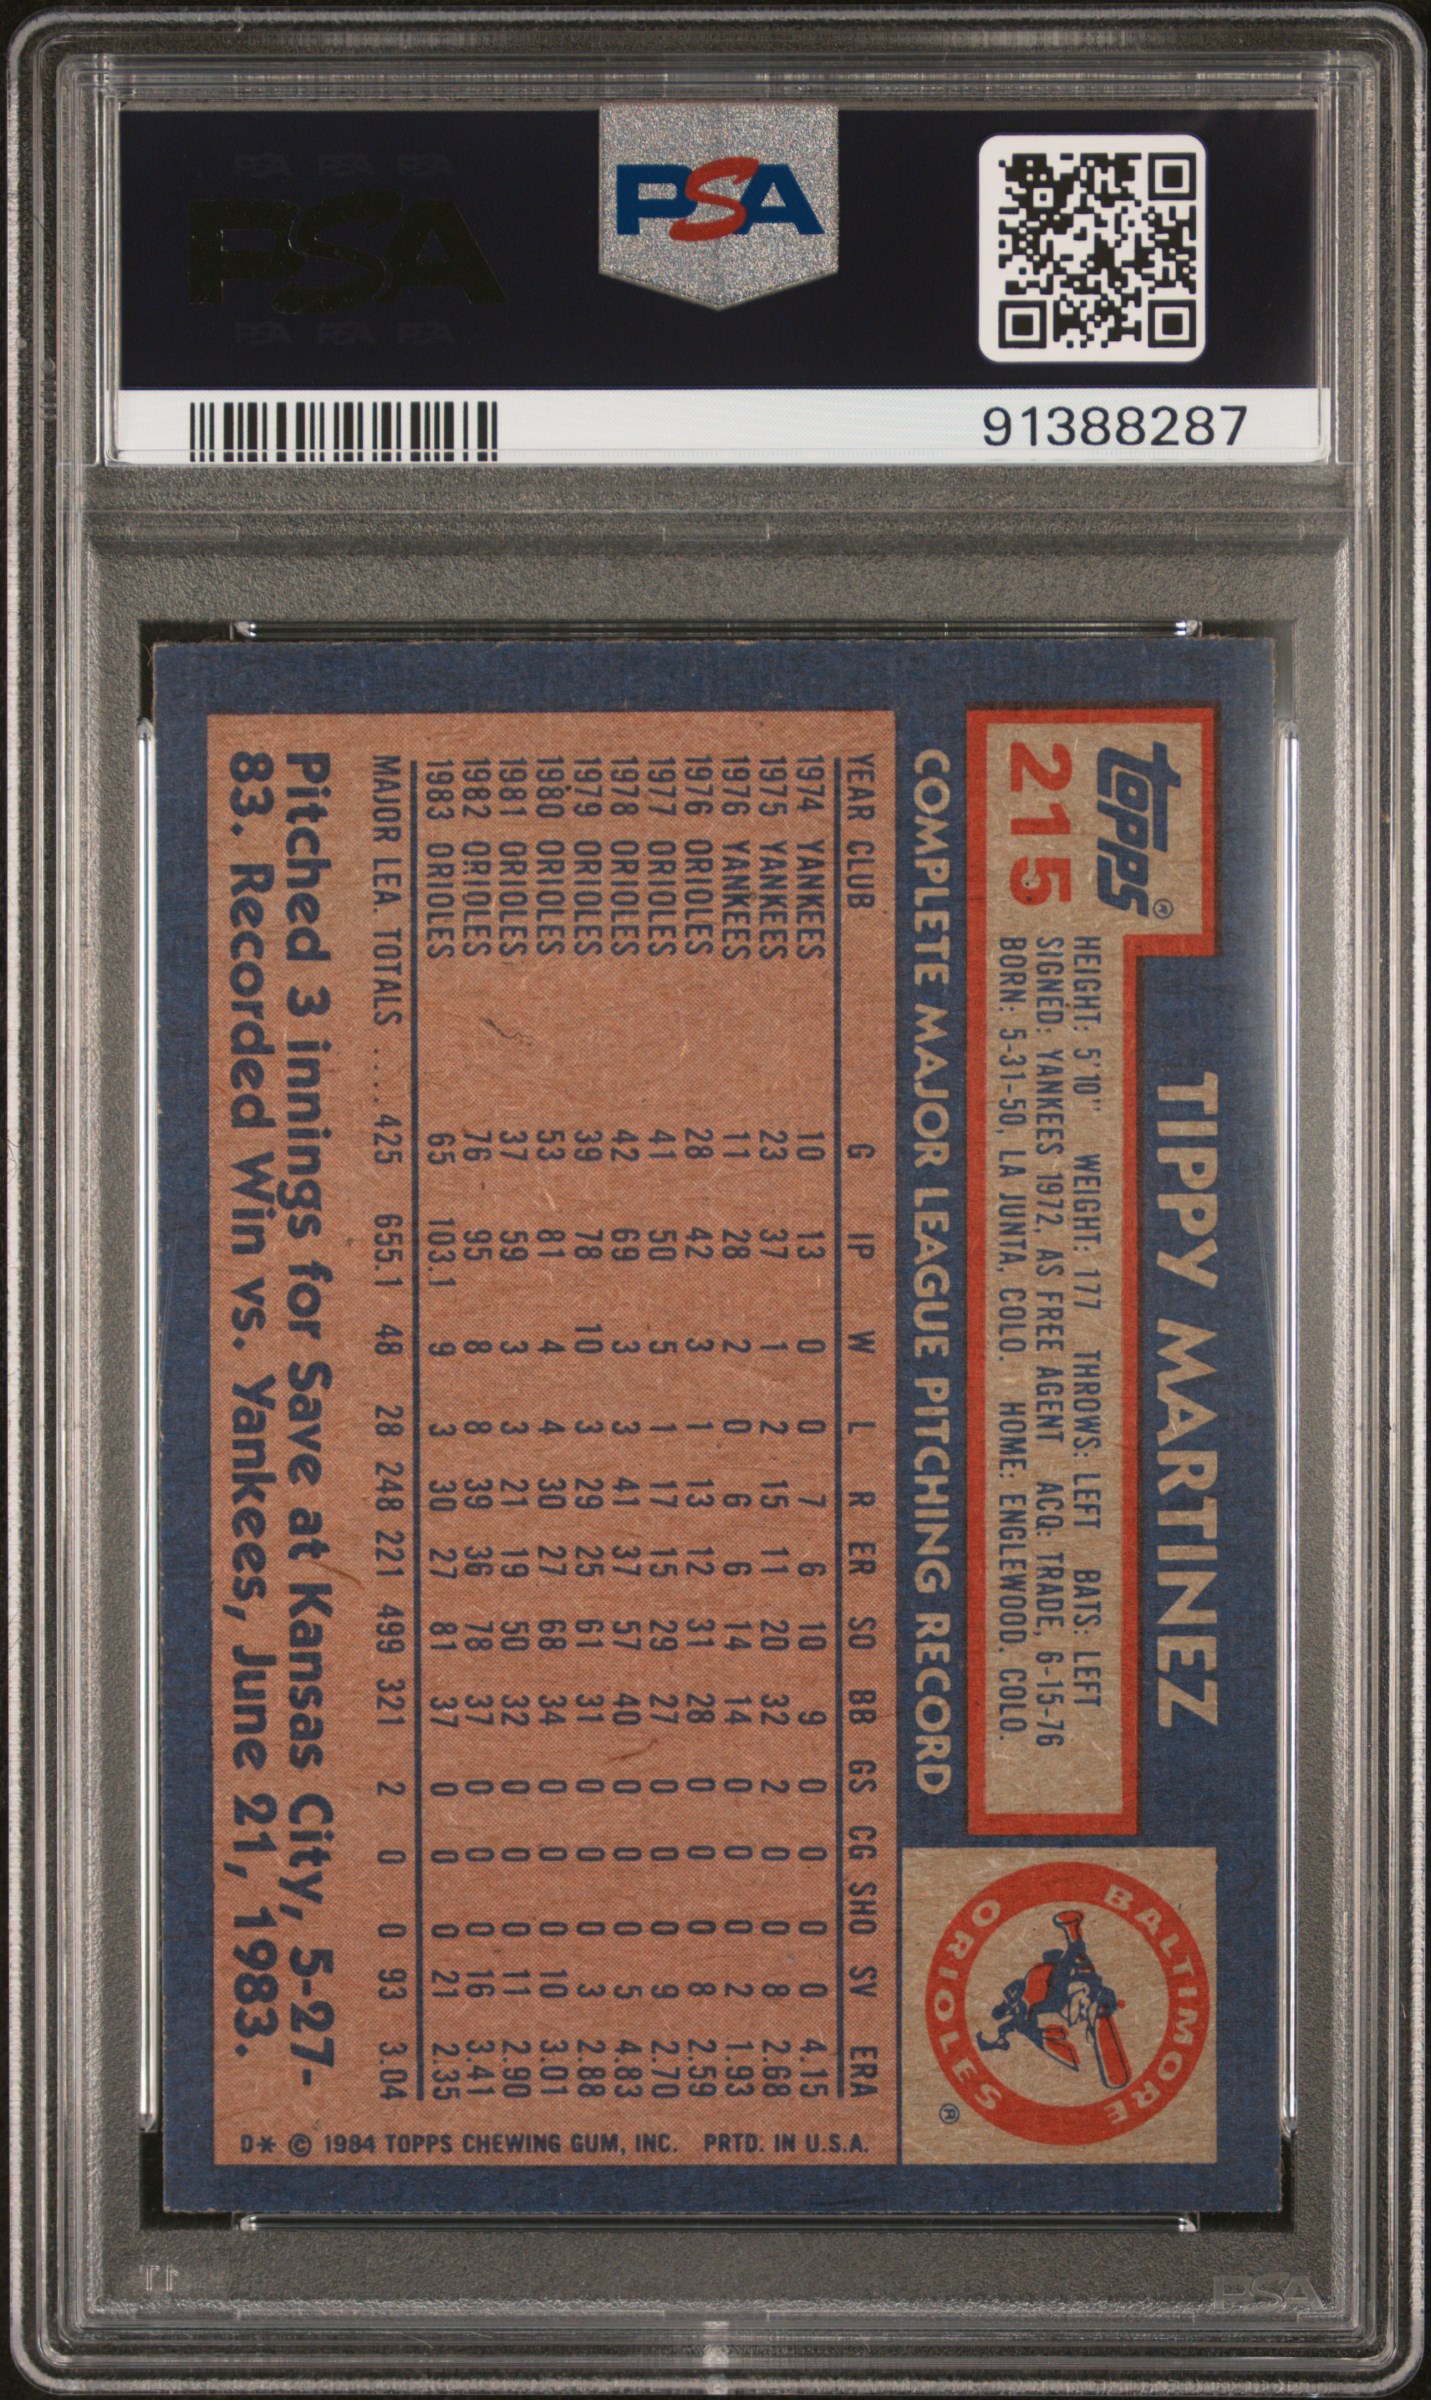 PSA PSA PSA
PSA
PSA PSA PSA
PSA
91388287
topps®
215
TIPPY MARTINEZ
HEIGHT: 5'10" WEIGHT: 177 THROWS: LEFT BATS: LEFT
SIGNED: YANKEES 1972, AS FREE AGENT ACQ: TRADE, 6-15-76
BORN: 5-31-50, LA JUNTA, COLO. HOME: ENGLEWOOD, COLO.
BALTIMORE ORIOLES ®
COMPLETE MAJOR LEAGUE PITCHING RECORD
YEAR CLUB G IP W L R ER SO BB GS CG SHO SV ERA
1974 YANKEES 10 13 0 0 7 6 10 9 0 0 0 0 4.15
1975 YANKEES 23 37 1 2 15 11 20 32 2 0 0 8 2.68
1976 YANKEES 11 28 2 0 6 6 14 14 0 0 0 2 1.93
1976 ORIOLES 28 42 3 1 13 12 31 28 0 0 0 8 2.59
1977 ORIOLES 41 50 5 1 17 15 29 27 0 0 0 9 2.70
1978 ORIOLES 42 69 3 3 41 37 57 40 0 0 0 5 4.83
1979 ORIOLES 39 78 10 3 29 25 61 31 0 0 0 3 2.88
1980 ORIOLES 53 81 4 4 30 27 68 34 0 0 0 10 3.01
1981 ORIOLES 37 59 3 3 21 19 50 32 0 0 0 11 2.90
1982 ORIOLES 76 95 8 8 39 36 78 37 0 0 0 16 3.41
1983 ORIOLES 65 103.1 9 3 30 27 81 37 0 0 0 21 2.35
MAJOR LEA. TOTALS .... 425 655.1 48 28 248 221 499 321 2 0 0 93 3.04
Pitched 3 innings for Save at Kansas City, 5-27-
83. Recorded Win vs. Yankees, June 21, 1983.
D* © 1984 TOPPS CHEWING GUM, INC. PRTD. IN U.S.A.
PSA